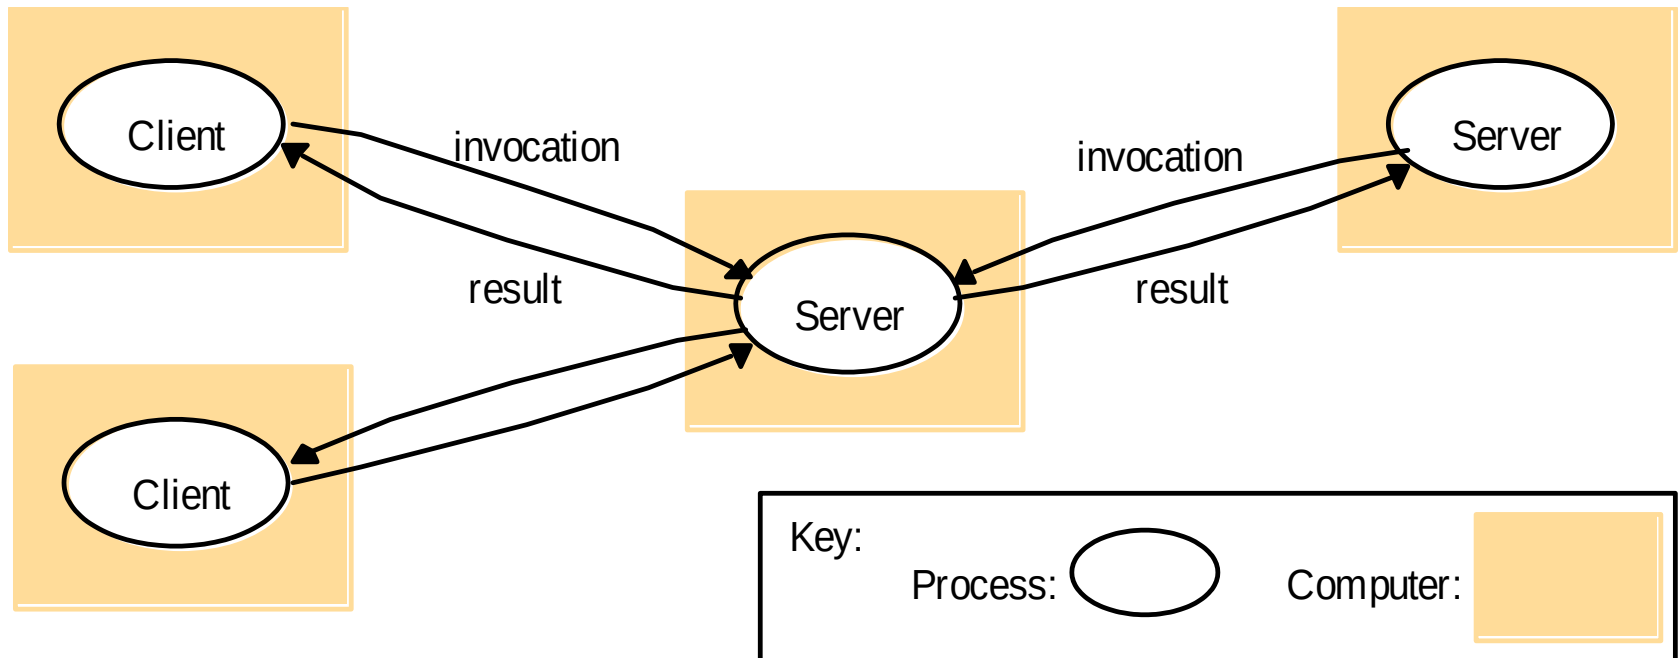 Client
invocation
result
Server
invocation
result
Server
Client
Key:
Process:
Computer: